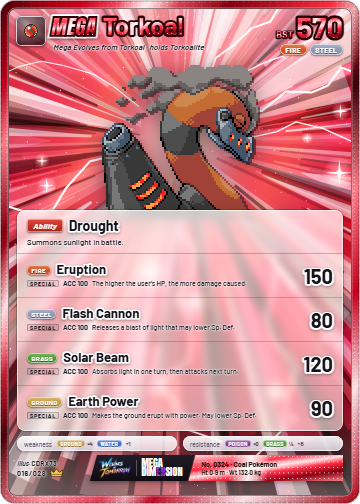 MEGA Torkoal BST 570
Mega Evolves from Torkoal · holds Torkoalite
FIRE STEEL
Ability Drought
Summons sunlight in battle.
FIRE Eruption 150
SPECIAL ACC 100 The higher the user's HP, the more damage caused.
STEEL Flash Cannon 80
SPECIAL ACC 100 Releases a blast of light that may lower Sp. Def.
GRASS Solar Beam 120
SPECIAL ACC 100 Absorbs light in one turn, then attacks next turn.
GROUND Earth Power 90
SPECIAL ACC 100 Makes the ground erupt with power. May lower Sp. Def.
weakness GROUND ×4 WATER ×1 resistance POISON ×0 GRASS ¼ ×8
Illus CDRX73
016/028
MEGA DIMENSION
No. 0324 · Coal Pokémon
Ht 0.9 m · Wt 132.0 kg